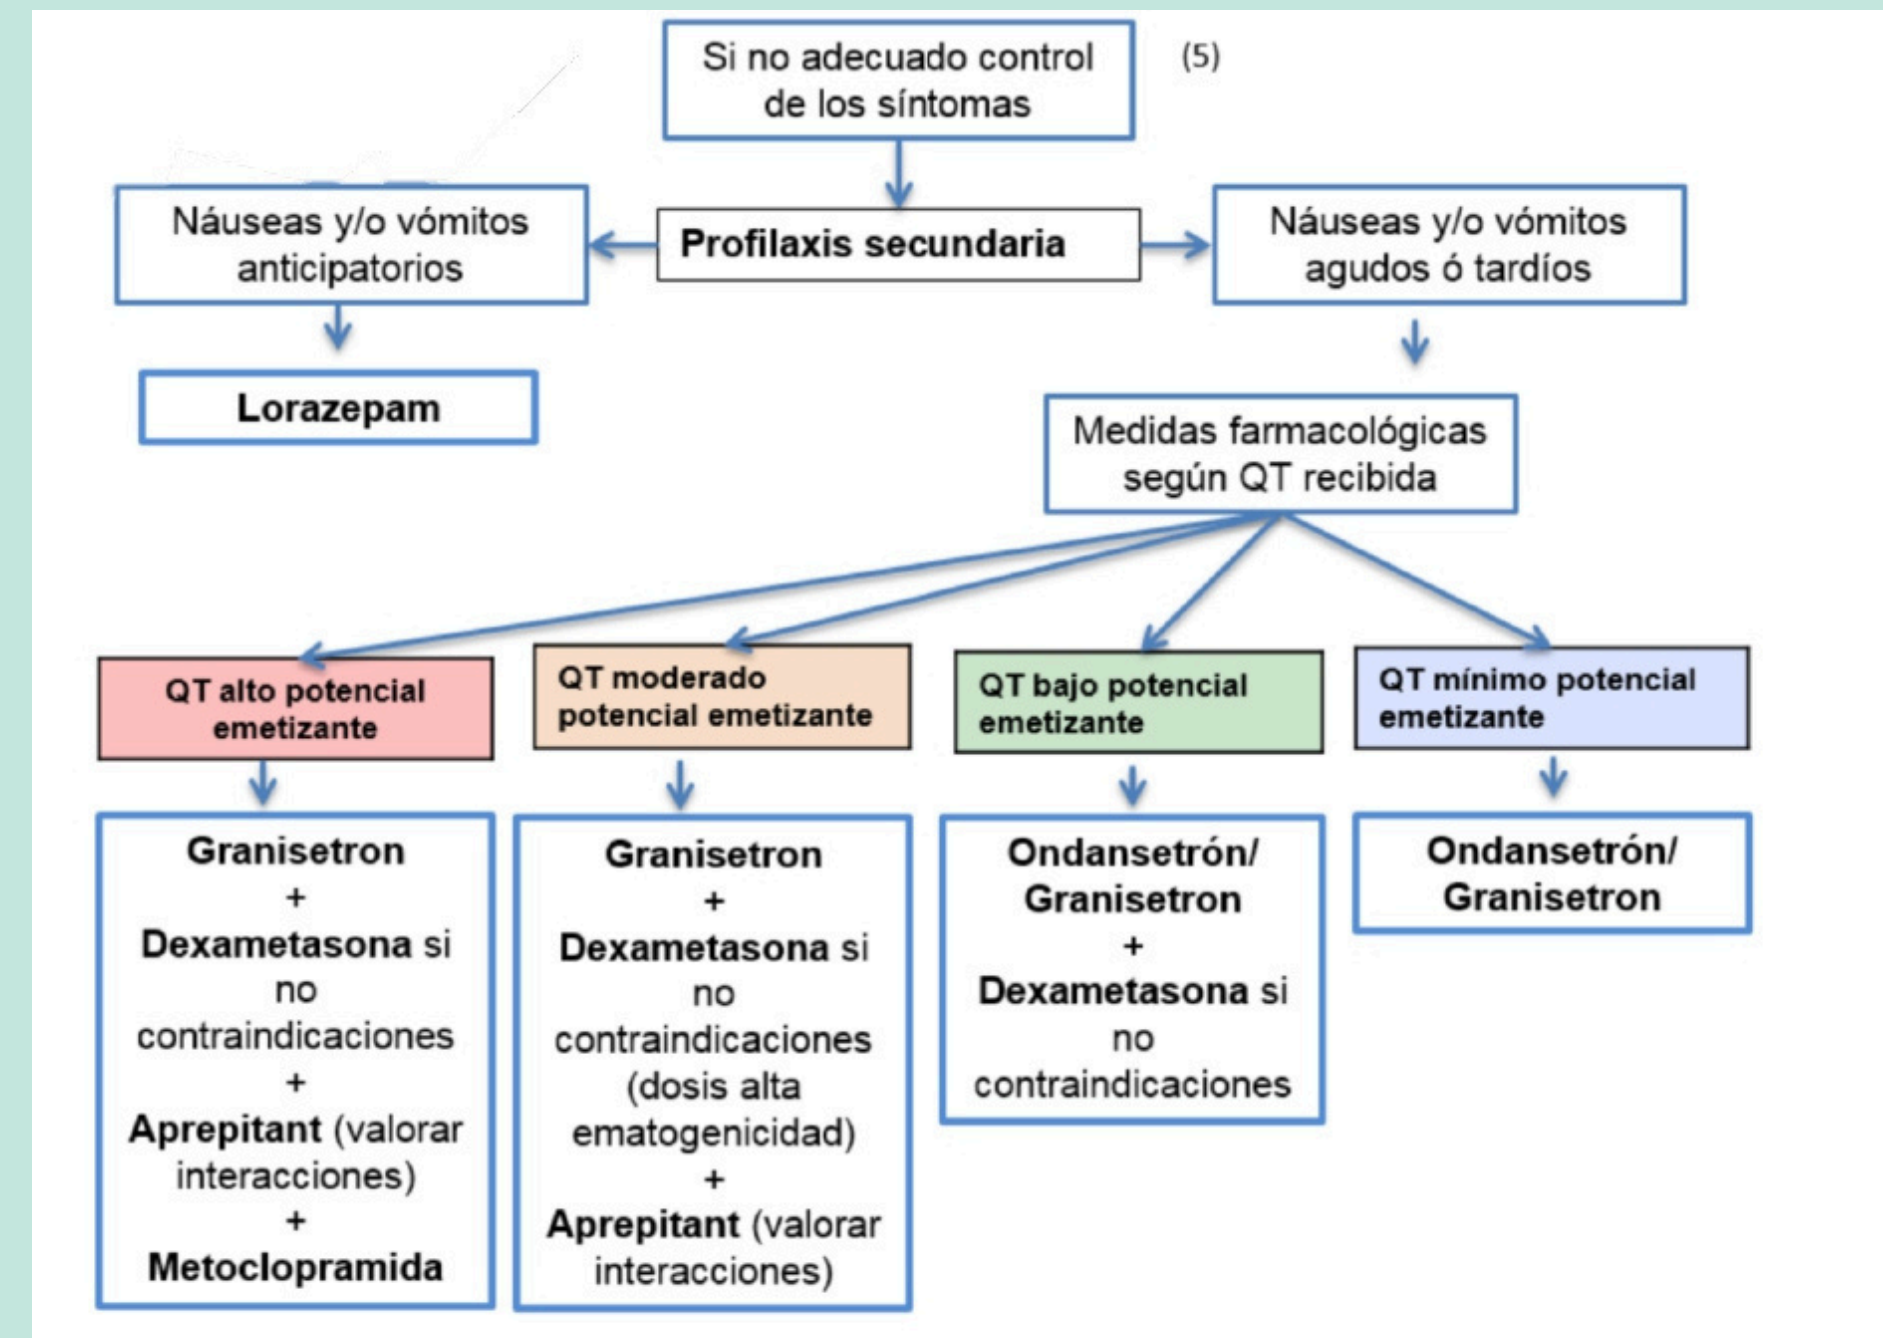 Si no adecuado control
de los síntomas
(5)
Náuseas y/o vómitos
anticipatorios
Profilaxis secundaria
Náuseas y/o vómitos
agudos ó tardíos
Lorazepam
Medidas farmacológicas
según QT recibida
QT alto potencial
emetizante
QT moderado
potencial emetizante
QT bajo potencial
emetizante
QT mínimo potencial
emetizante
Granisetron
+
Dexametasona si
no
contraindicaciones
+
Aprepitant (valorar
interacciones)
+
Metoclopramida
Granisetron
+
Dexametasona si
no
contraindicaciones
(dosis alta
ematogenicidad)
+
Aprepitant (valorar
interacciones)
Ondansetrón/
Granisetron
+
Dexametasona si
no
contraindicaciones
Ondansetrón/
Granisetron